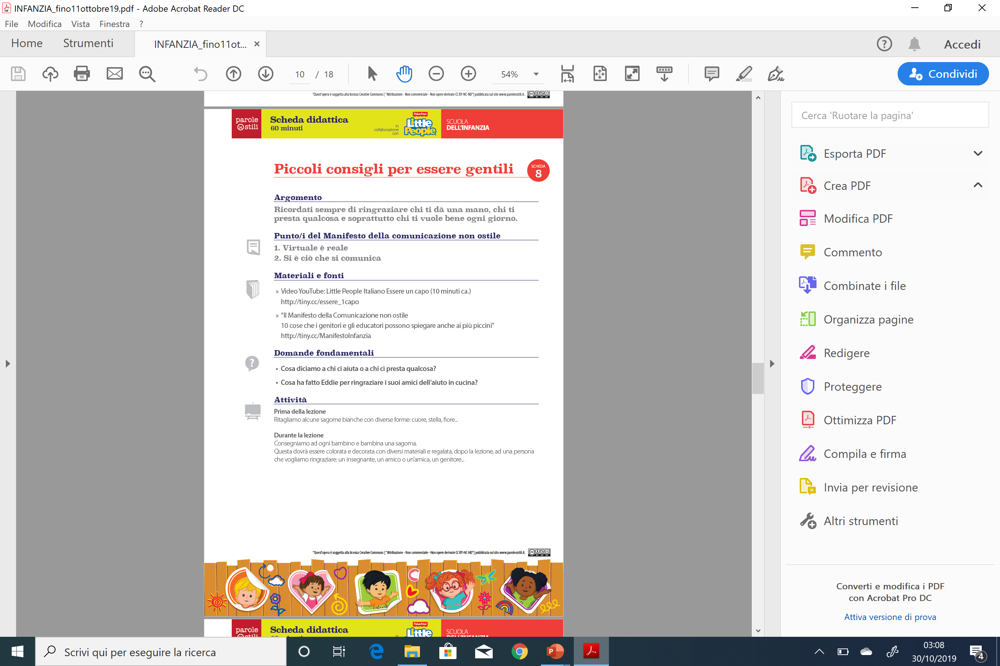 INFANZIA_fino11ottobre19.pdf - Adobe Acrobat Reader DC
File Modifica Vista Finestra ?
Home Strumenti INFANZIA_fino11ot... Accedi
10 / 18 54% Condividi
"Quest'opera è soggetta alla licenza Creative Commons [ "Attribuzione - Non commerciale - Non opere derivate CC BY-NC-ND"] pubblicata sul sito www.paroleostili.it.
parole
ostili
Scheda didattica
60 minuti
in
collaborazione
con
Fisher-Price
Little
People
SCUOLA
DELL'INFANZIA
Piccoli consigli per essere gentili
SCHEDA
8
Argomento
Ricordati sempre di ringraziare chi ti dà una mano, chi ti
presta qualcosa e soprattutto chi ti vuole bene ogni giorno.
Punto/i del Manifesto della comunicazione non ostile
1. Virtuale è reale
2. Si è ciò che si comunica
Materiali e fonti
» Video YouTube: Little People Italiano Essere un capo (10 minuti ca.)
http://tiny.cc/essere_1capo
» “Il Manifesto della Comunicazione non ostile
10 cose che i genitori e gli educatori possono spiegare anche ai più piccini”
http://tiny.cc/ManifestoInfanzia
Domande fondamentali
• Cosa diciamo a chi ci aiuta o a chi ci presta qualcosa?
• Cosa ha fatto Eddie per ringraziare i suoi amici dell’aiuto in cucina?
Attività
Prima della lezione
Ritagliamo alcune sagome bianche con diverse forme: cuore, stella, fiore...
Durante la lezione
Consegniamo ad ogni bambino e bambina una sagoma.
Questa dovrà essere colorata e decorata con diversi materiali e regalata, dopo la lezione, ad una persona
che vogliamo ringraziare: un insegnante, un amico o un’amica, un genitore...
"Quest'opera è soggetta alla licenza Creative Commons [ "Attribuzione - Non commerciale - Non opere derivate CC BY-NC-ND"] pubblicata sul sito www.paroleostili.it.
parole
Scheda didattica
Fisher-Price
Little
SCUOLA
Cerca 'Ruotare la pagina'
Esporta PDF
Crea PDF
Modifica PDF
Commento
Combinate i file
Organizza pagine
Redigere
Proteggere
Ottimizza PDF
Compila e firma
Invia per revisione
Altri strumenti
Converti e modifica i PDF
con Acrobat Pro DC
Attiva versione di prova
Scrivi qui per eseguire la ricerca
03:08
30/10/2019
4